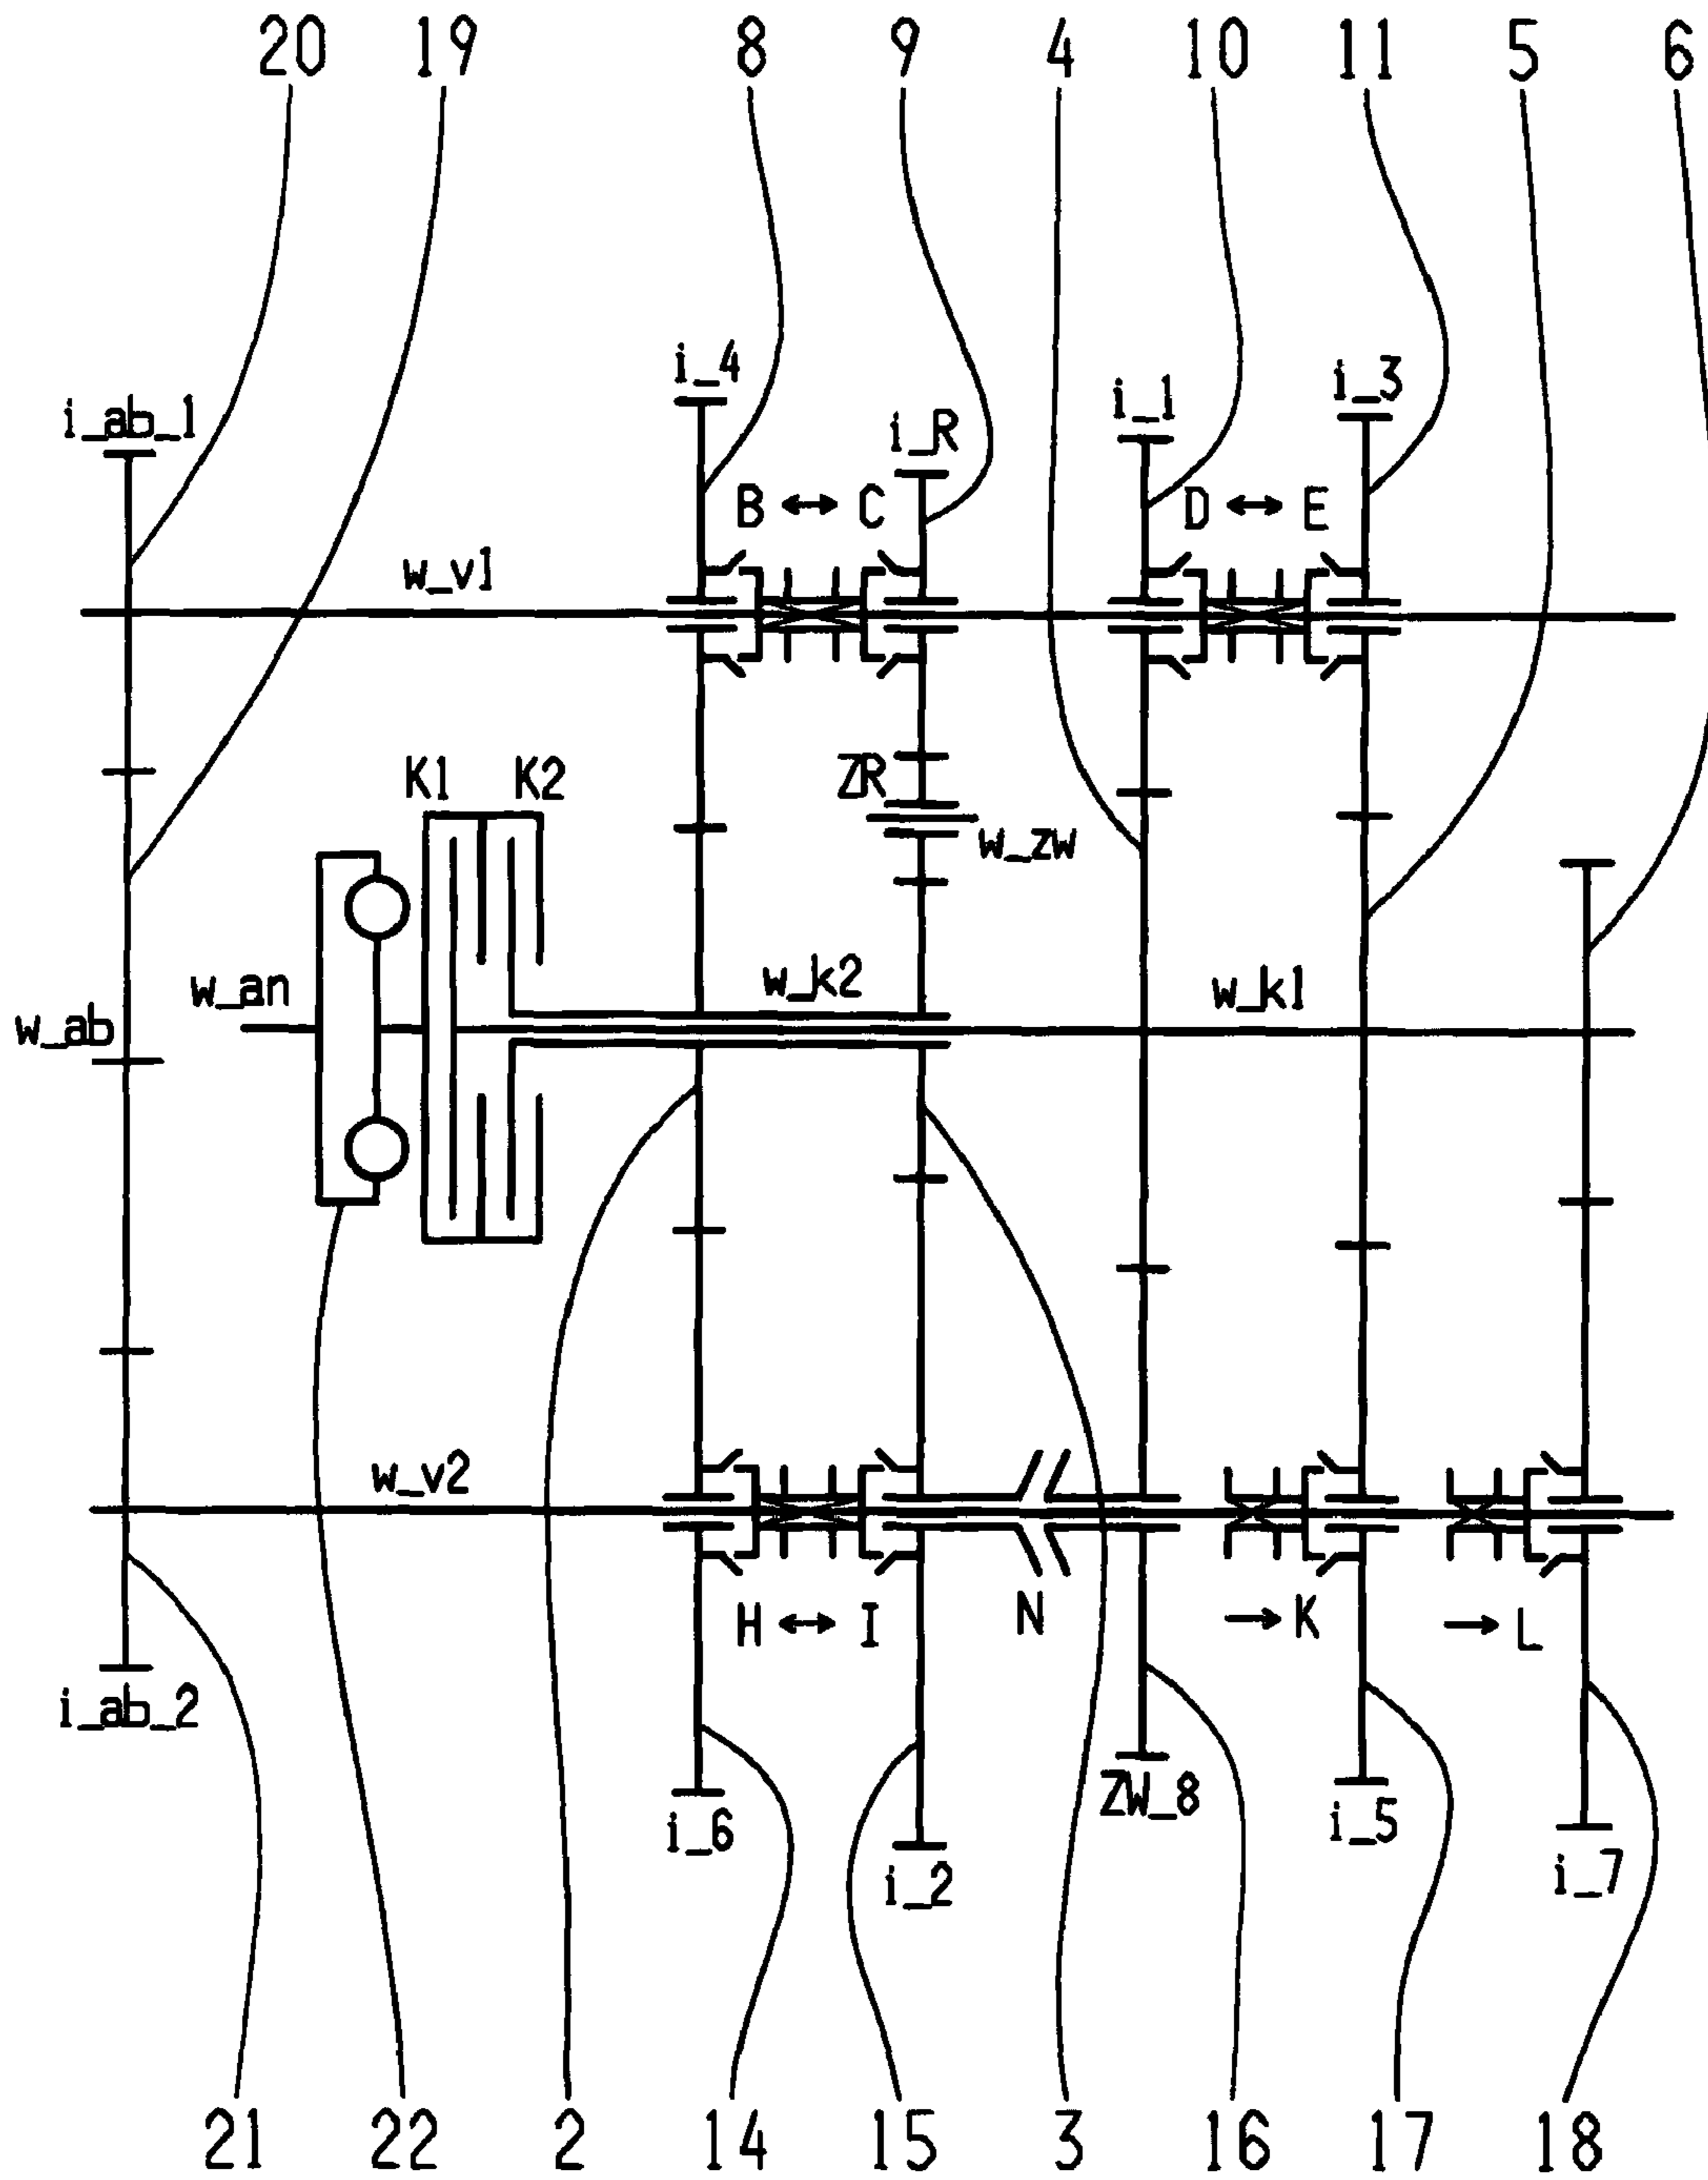 20 19 8 9 4 10 11 5 6
i_4
i_3
i_ab_1 i_R i_1
B ↔ C D ↔ E
w_v1
K1 K2 ZR
w_zw
w_an w_k2 w_k1
w_ab
w_v2
H ↔ I N → K → L
i_ab_2
i_6 ZW_8 i_5
i_2 i_7
21 22 2 14 15 3 16 17 18